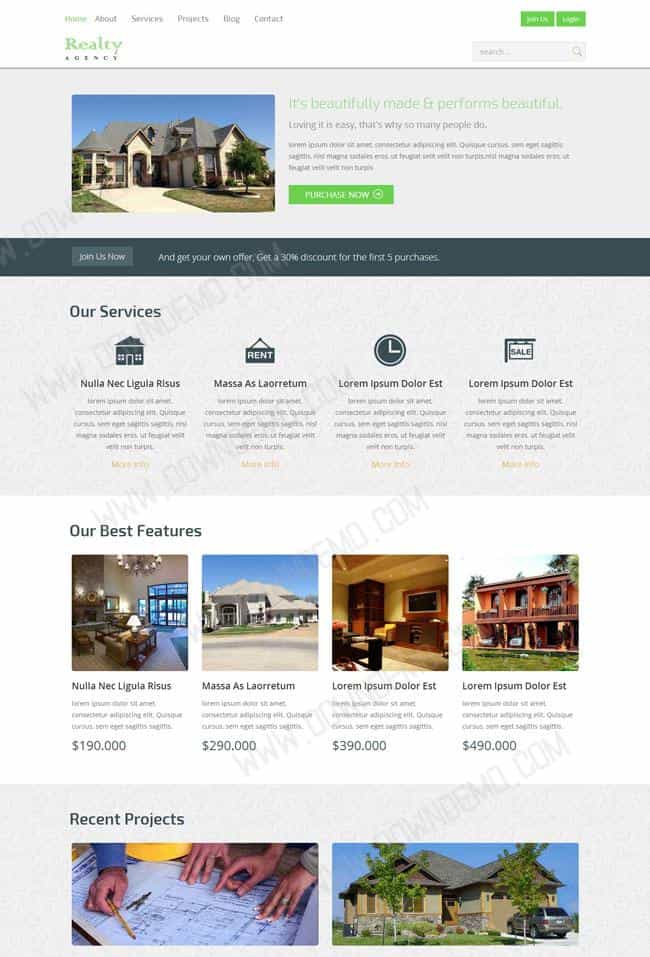 Home About Services Projects Blog Contact
Join Us Login
Realty
AGENCY
search...
It's beautifully made & performs beautiful.
Loving it is easy, that's why so many people do.
lorem ipsum dolor sit amet, consectetur adipiscing elit. Quisque cursus, sem eget sagittis
sagittis, nisl magna sodales eros, ut feugiat velit velit non turpis,nisl magna sodales eros, ut
feugiat velit velit non turpis
PURCHASE NOW
Join Us Now And get your own offer, Get a 30% discount for the first 5 purchases.
Our Services
RENT SALE
Nulla Nec Ligula Risus Massa As Laorretum Lorem Ipsum Dolor Est Lorem Ipsum Dolor Est
lorem ipsum dolor sit amet, lorem ipsum dolor sit amet, lorem ipsum dolor sit amet, lorem ipsum dolor sit amet,
consectetur adipiscing elit. Quisque consectetur adipiscing elit. Quisque consectetur adipiscing elit. Quisque consectetur adipiscing elit. Quisque
cursus, sem eget sagittis sagittis, nisl cursus, sem eget sagittis sagittis, nisl cursus, sem eget sagittis sagittis, nisl cursus, sem eget sagittis sagittis, nisl
magna sodales eros, ut feugiat velit magna sodales eros, ut feugiat velit magna sodales eros, ut feugiat velit magna sodales eros, ut feugiat velit
velit non turpis. velit non turpis. velit non turpis. velit non turpis.
More Info More Info More Info More Info
Our Best Features
Nulla Nec Ligula Risus Massa As Laorretum Lorem Ipsum Dolor Est Lorem Ipsum Dolor Est
lorem ipsum dolor sit amet, lorem ipsum dolor sit amet, lorem ipsum dolor sit amet, lorem ipsum dolor sit amet,
consectetur adipiscing elit. Quisque consectetur adipiscing elit. Quisque consectetur adipiscing elit. Quisque consectetur adipiscing elit. Quisque
cursus, sem eget sagittis sagittis. cursus, sem eget sagittis sagittis. cursus, sem eget sagittis sagittis. cursus, sem eget sagittis sagittis.
$190.000 $290.000 $390.000 $490.000
Recent Projects
WWW.DOWNDEMO.COM
WWW.DOWNDEMO.COM
WWW.DOWNDEMO.COM
WWW.DOWNDEMO.COM